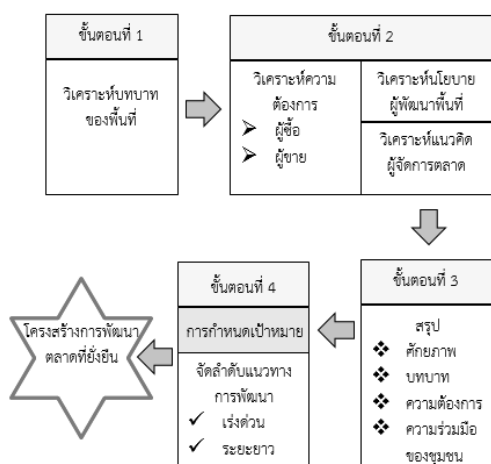 ขั้นตอนที่ 1
วิเคราะห์บทบาท
ของพื้นที่
ขั้นตอนที่ 2
วิเคราะห์ความ
ต้องการ
ผู้ซื้อ
ผู้ขาย
วิเคราะห์นโยบาย
ผู้พัฒนาพื้นที่
วิเคราะห์แนวคิด
ผู้จัดการตลาด
ขั้นตอนที่ 3
สรุป
ศักยภาพ
บทบาท
ความต้องการ
ความร่วมมือ
ของชุมชน
ขั้นตอนที่ 4
การกำหนดเป้าหมาย
จัดลำดับแนวทาง
การพัฒนา
เร่งด่วน
ระยะยาว
โครงสร้างการพัฒนา
ตลาดที่ยั่งยืน